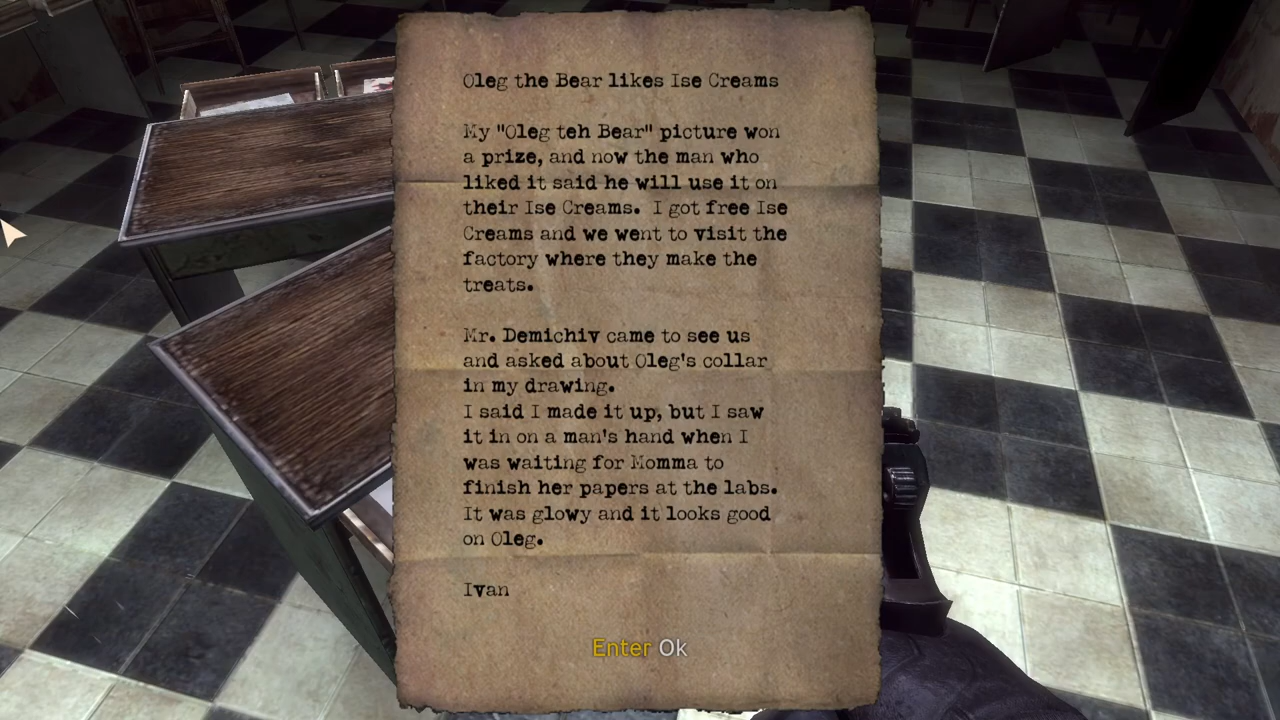 Oleg the Bear likes Ise Creams
My "Oleg teh Bear" picture won
a prize, and now the man who
liked it said he will use it on
their Ise Creams. I got free Ise
Creams and we went to visit the
factory where they make the
treats.
Mr. Demichiv came to see us
and asked about Oleg's collar
in my drawing.
I said I made it up, but I saw
it in on a man's hand when I
was waiting for Momma to
finish her papers at the labs.
It was glowy and it looks good
on Oleg.
Ivan
Enter Ok